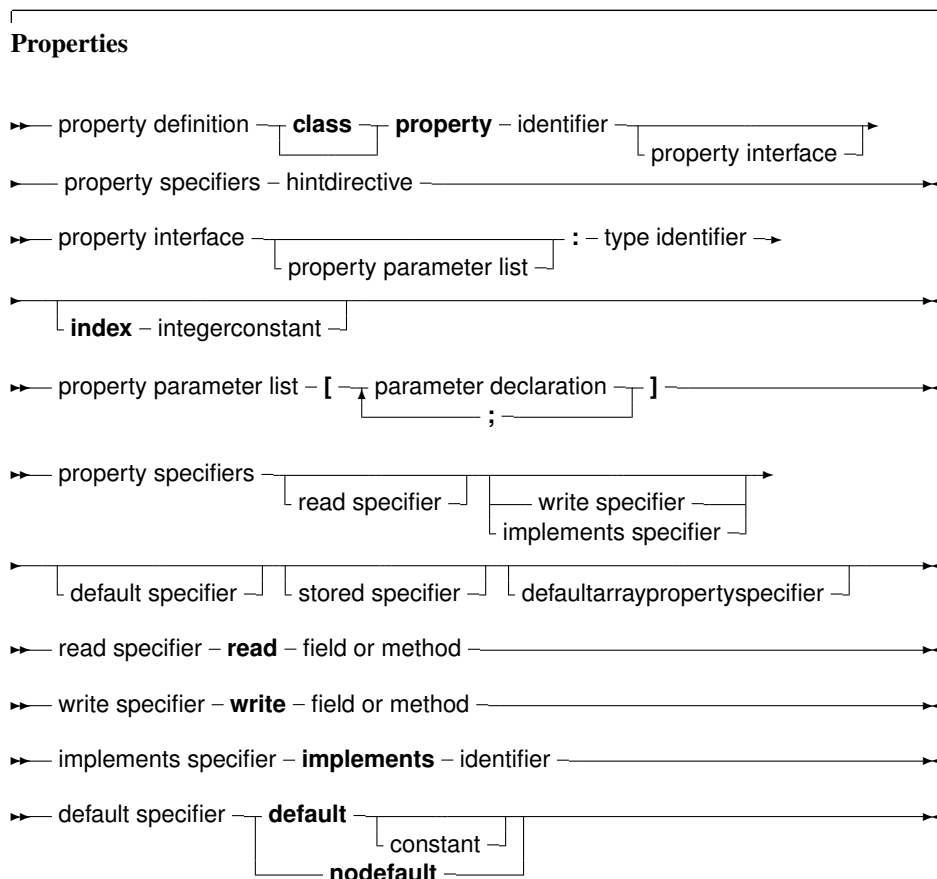 Properties
property definition class property identifier
property interface
property specifiers hintdirective
property interface : type identifier
property parameter list
index integerconstant
property parameter list [ parameter declaration ]
;
property specifiers
read specifier write specifier
implements specifier
default specifier stored specifier defaultarraypropertyspecifier
read specifier read field or method
write specifier write field or method
implements specifier implements identifier
default specifier default
constant
nodefault